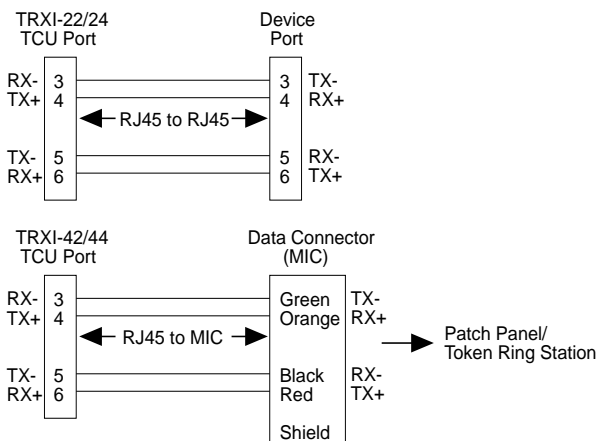 TRXI-22/24 TCU Port
Device Port
RX- 3 3 TX-
TX+ 4 4 RX+
RJ45 to RJ45
TX- 5 5 RX-
RX+ 6 6 TX+
TRXI-42/44 TCU Port
Data Connector (MIC)
RX- 3 Green TX-
TX+ 4 Orange RX+
RJ45 to MIC
Patch Panel/
Token Ring Station
TX- 5 Black RX-
RX+ 6 Red TX+
Shield